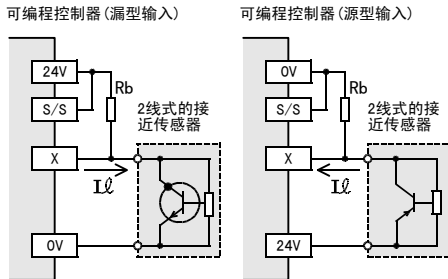 可编程控制器(漏型输入)
24V
S/S
Rb
X
Iℓ
0V
2线式的接
近传感器
可编程控制器(源型输入)
0V
S/S
Rb
X
Iℓ
24V
2线式的接
近传感器